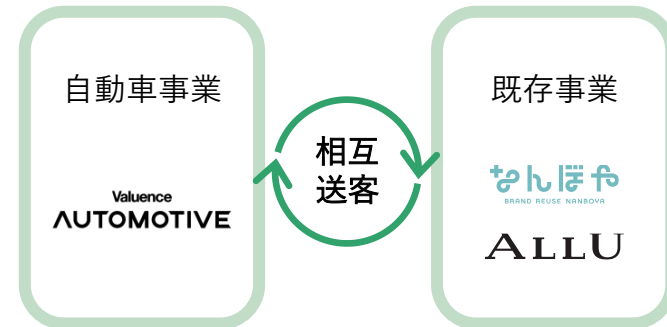 自動車事業
Valuence
AUTOMOTIVE
相互
送客
既存事業
なんぼや
BRAND REUSE NANBOYA
ALLU